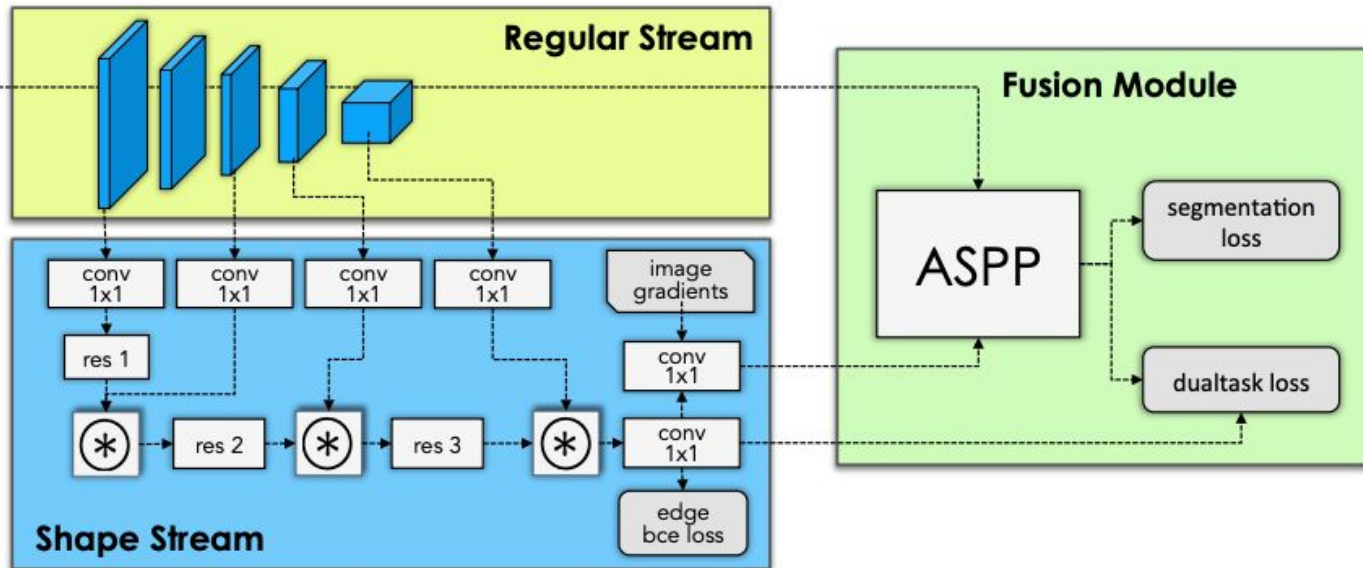 Regular Stream
Fusion Module
segmentation
loss
ASPP
dualtask loss
conv
1x1
conv
1x1
conv
1x1
conv
1x1
image
gradients
res 1
conv
1x1
res 2
res 3
conv
1x1
edge
bce loss
Shape Stream